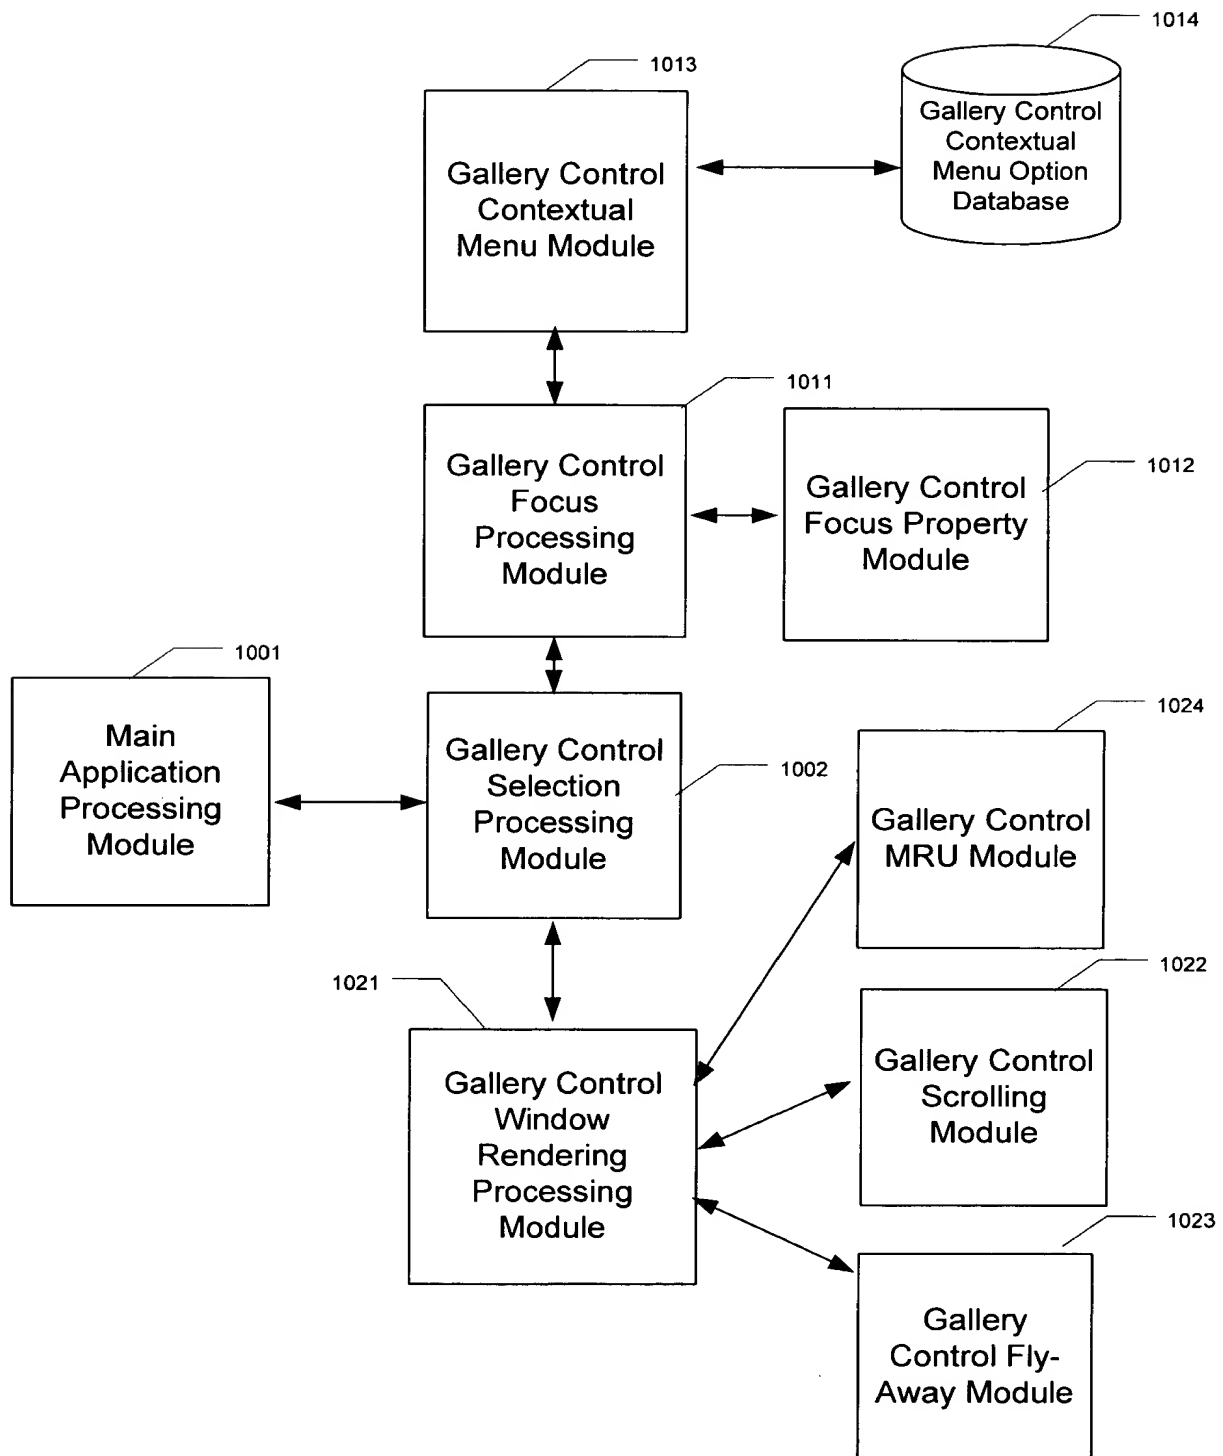 1014
Gallery Control
Contextual
Menu Option
Database
1013
Gallery Control
Contextual
Menu Module
1011
Gallery Control
Focus
Processing
Module
1012
Gallery Control
Focus Property
Module
1001
Main
Application
Processing
Module
1002
Gallery Control
Selection
Processing
Module
1024
Gallery Control
MRU Module
1021
Gallery Control
Window
Rendering
Processing
Module
1022
Gallery Control
Scrolling
Module
1023
Gallery
Control Fly-
Away Module